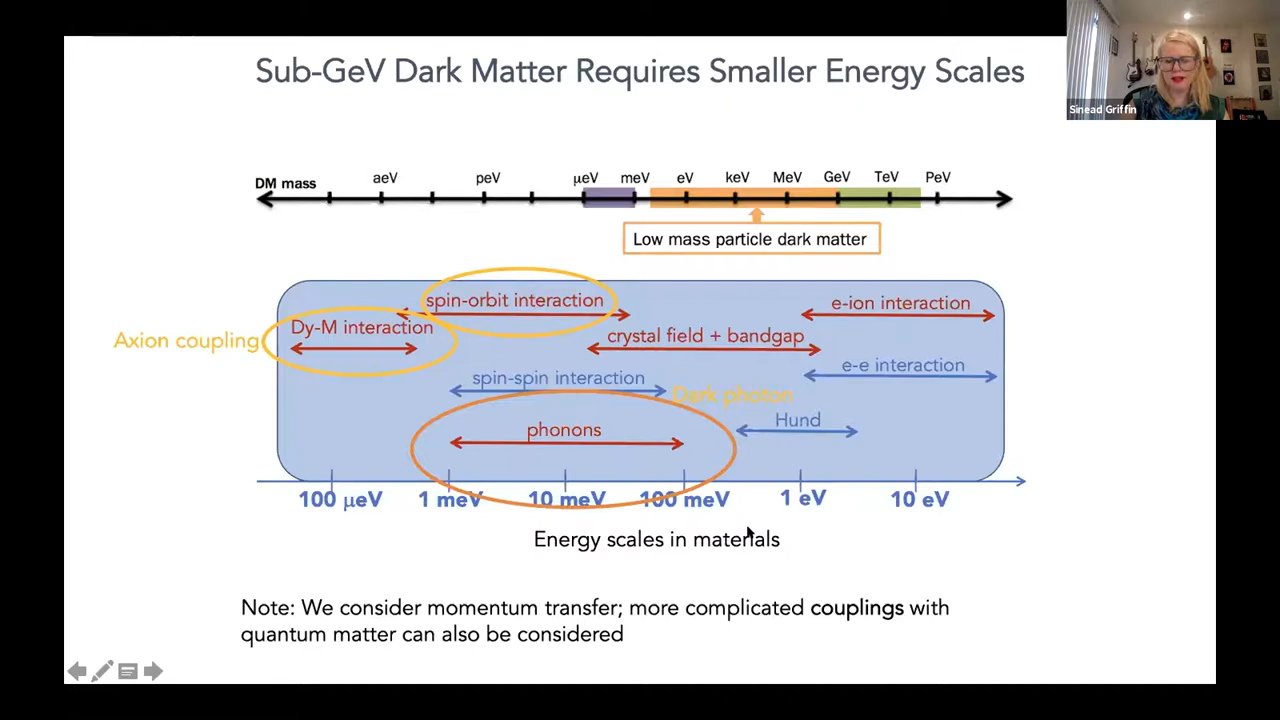 Sub-GeV Dark Matter Requires Smaller Energy Scales
Sinead Griffin
DM mass
aeV
peV
μeV
meV
eV
keV
MeV
GeV
TeV
PeV
Low mass particle dark matter
spin-orbit interaction
e-ion interaction
Dy-M interaction
Axion coupling
crystal field + bandgap
e-e interaction
spin-spin interaction
Dark photon
Hund
phonons
100 μeV
1 meV
10 meV
100 meV
1 eV
10 eV
Energy scales in materials
Note: We consider momentum transfer; more complicated couplings with
quantum matter can also be considered